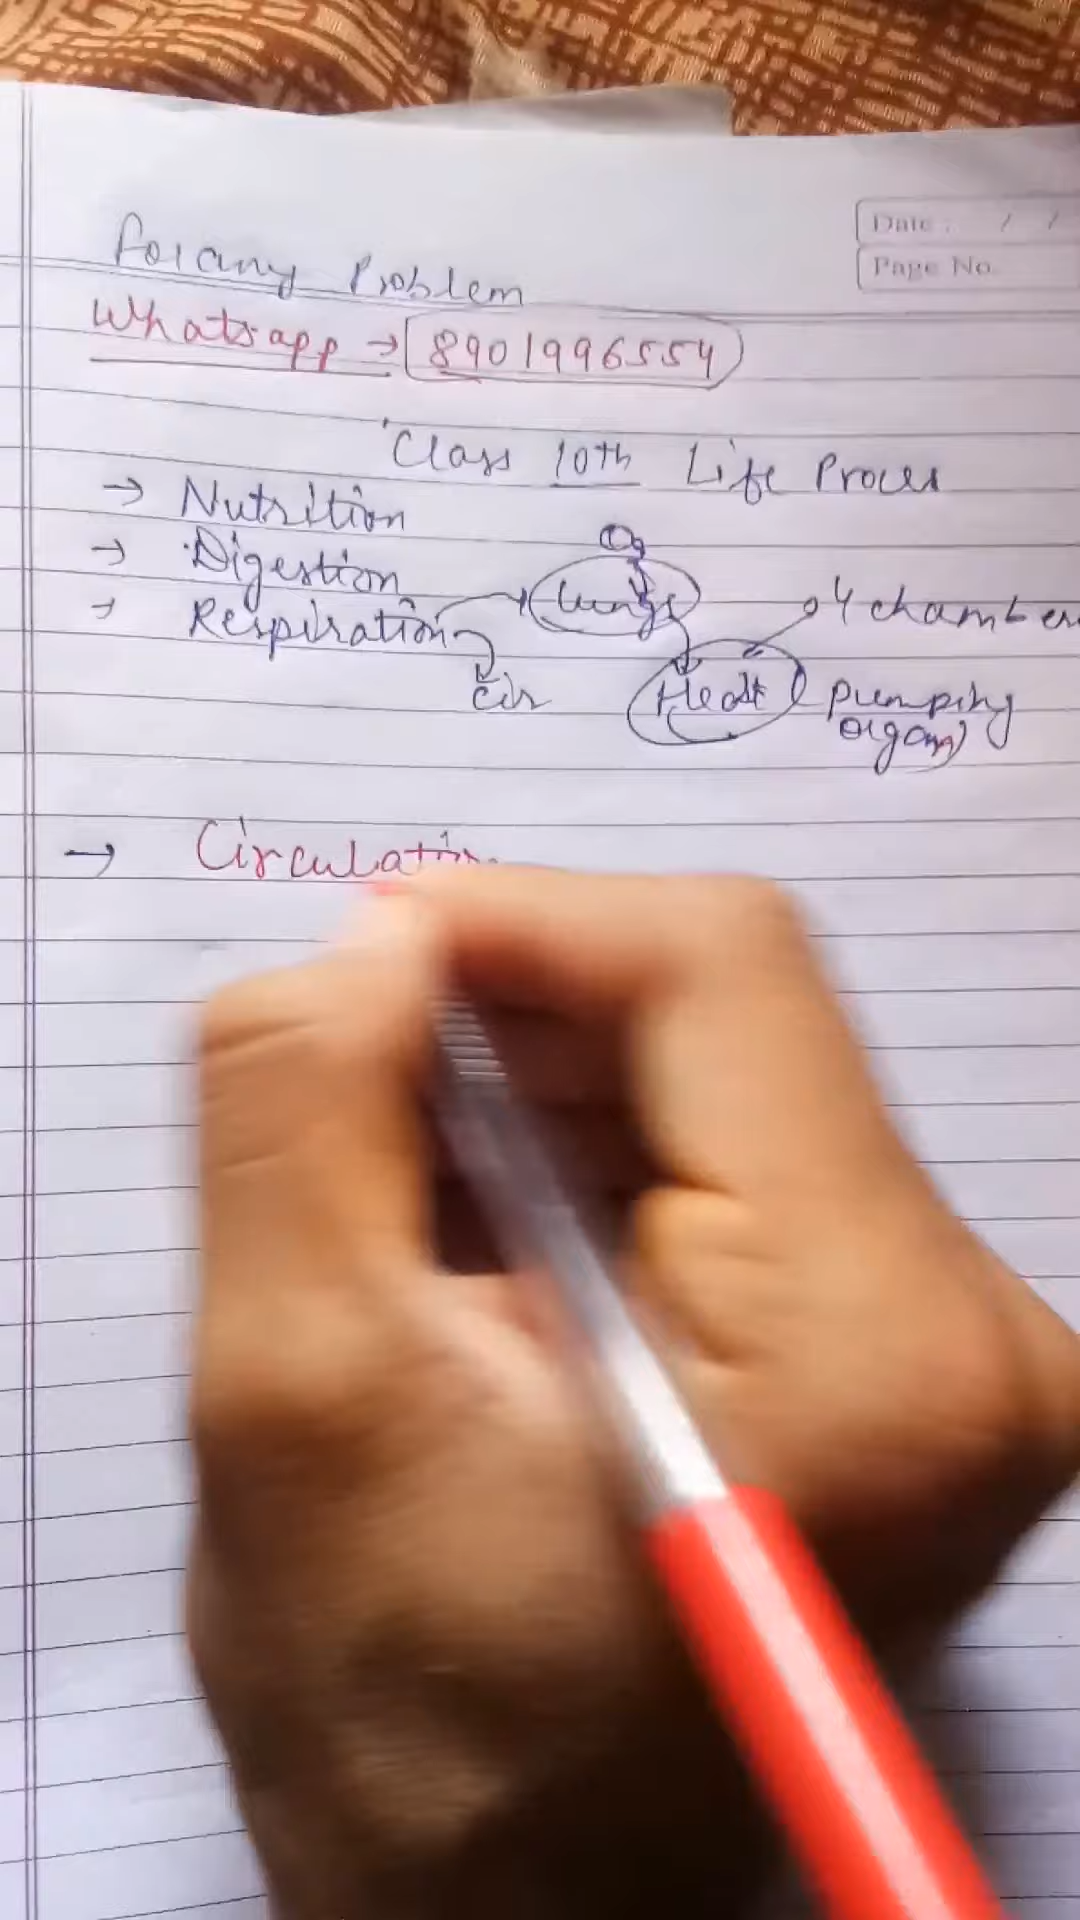 Date : / /
Page No.
For any Problem
Whatsapp → 8901996554
Class 10th Life Proces
→ Nutrition
→ Digestion
O2
→ Respiration
Lungs
4 chamber
Heart
pumping
organ)
→ Circulation